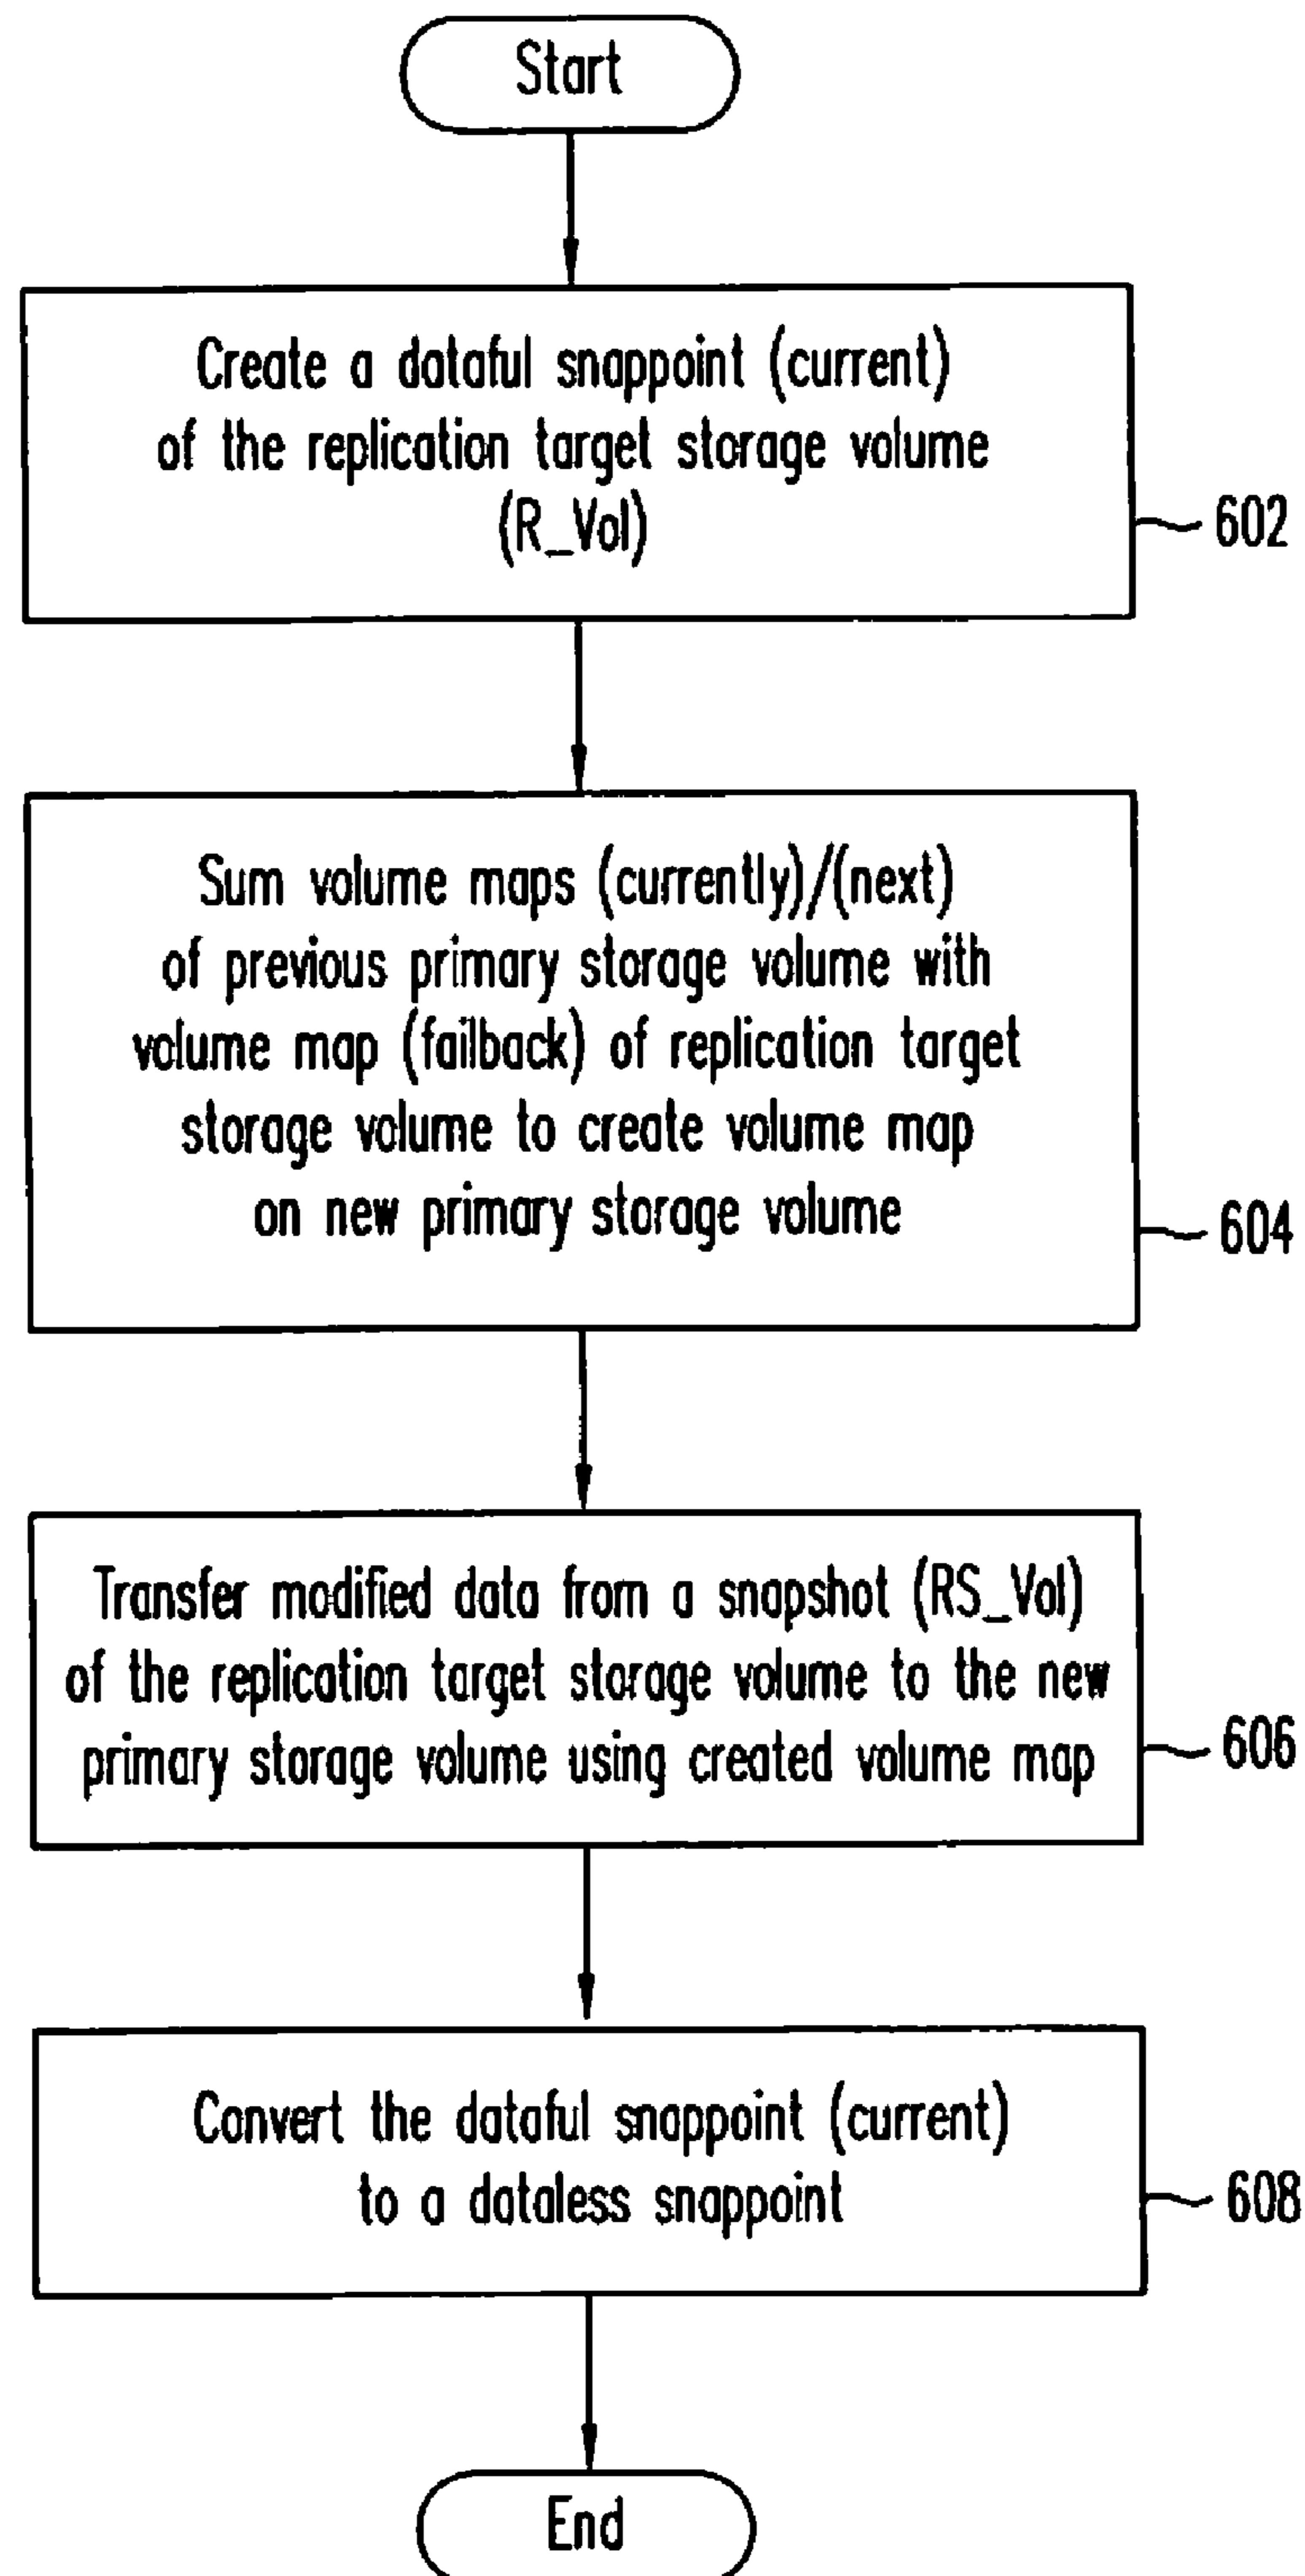 Start
Create a dataful snappoint (current)
of the replication target storage volume
(R_Vol)
602
Sum volume maps (currently)/(next)
of previous primary storage volume with
volume map (failback) of replication target
storage volume to create volume map
on new primary storage volume
604
Transfer modified data from a snapshot (RS_Vol)
of the replication target storage volume to the new
primary storage volume using created volume map
606
Convert the dataful snappoint (current)
to a dataless snappoint
608
End